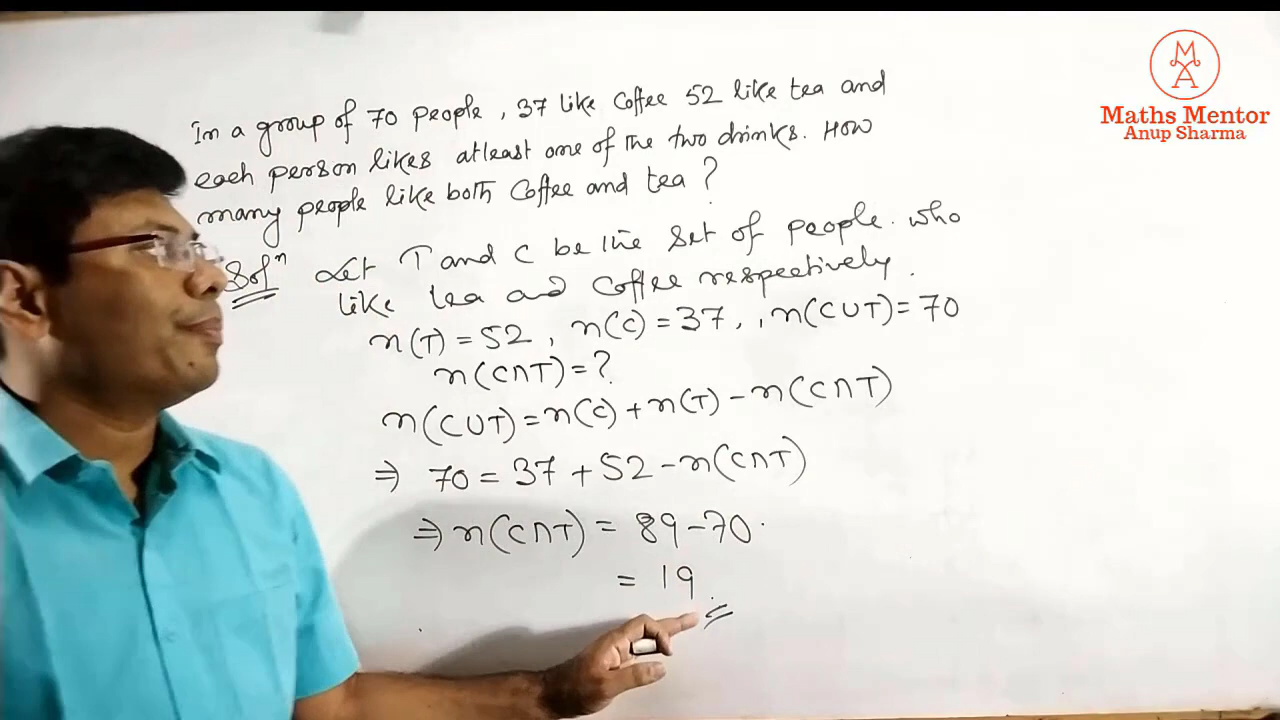 In a group of 70 people, 37 like Coffee 52 like tea and
each person likes atleast one of the two drinks. How
many people like both Coffee and tea ?
Solⁿ Let T and C be the set of people who
like tea and Coffee respectively.
n(T) = 52, n(C) = 37, n(C∪T) = 70
n(C∩T) = ?
n(C∪T) = n(C) + n(T) - n(C∩T)
⇒ 70 = 37 + 52 - n(C∩T)
⇒ n(C∩T) = 89 - 70.
= 19.
MA
Maths Mentor
Anup Sharma